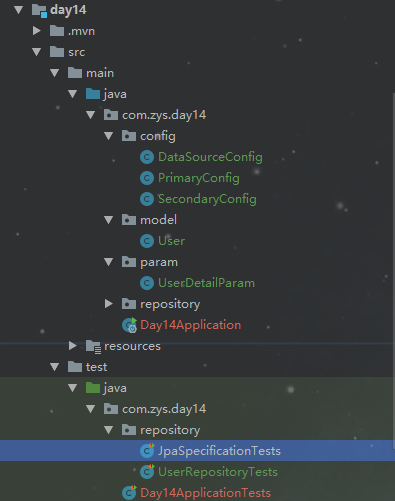 day14
.mvn
src
main
java
com.zys.day14
config
DataSourceConfig
PrimaryConfig
SecondaryConfig
model
User
param
UserDetailParam
repository
Day14Application
resources
test
java
com.zys.day14
repository
JpaSpecificationTests
UserRepositoryTests
Day14ApplicationTests